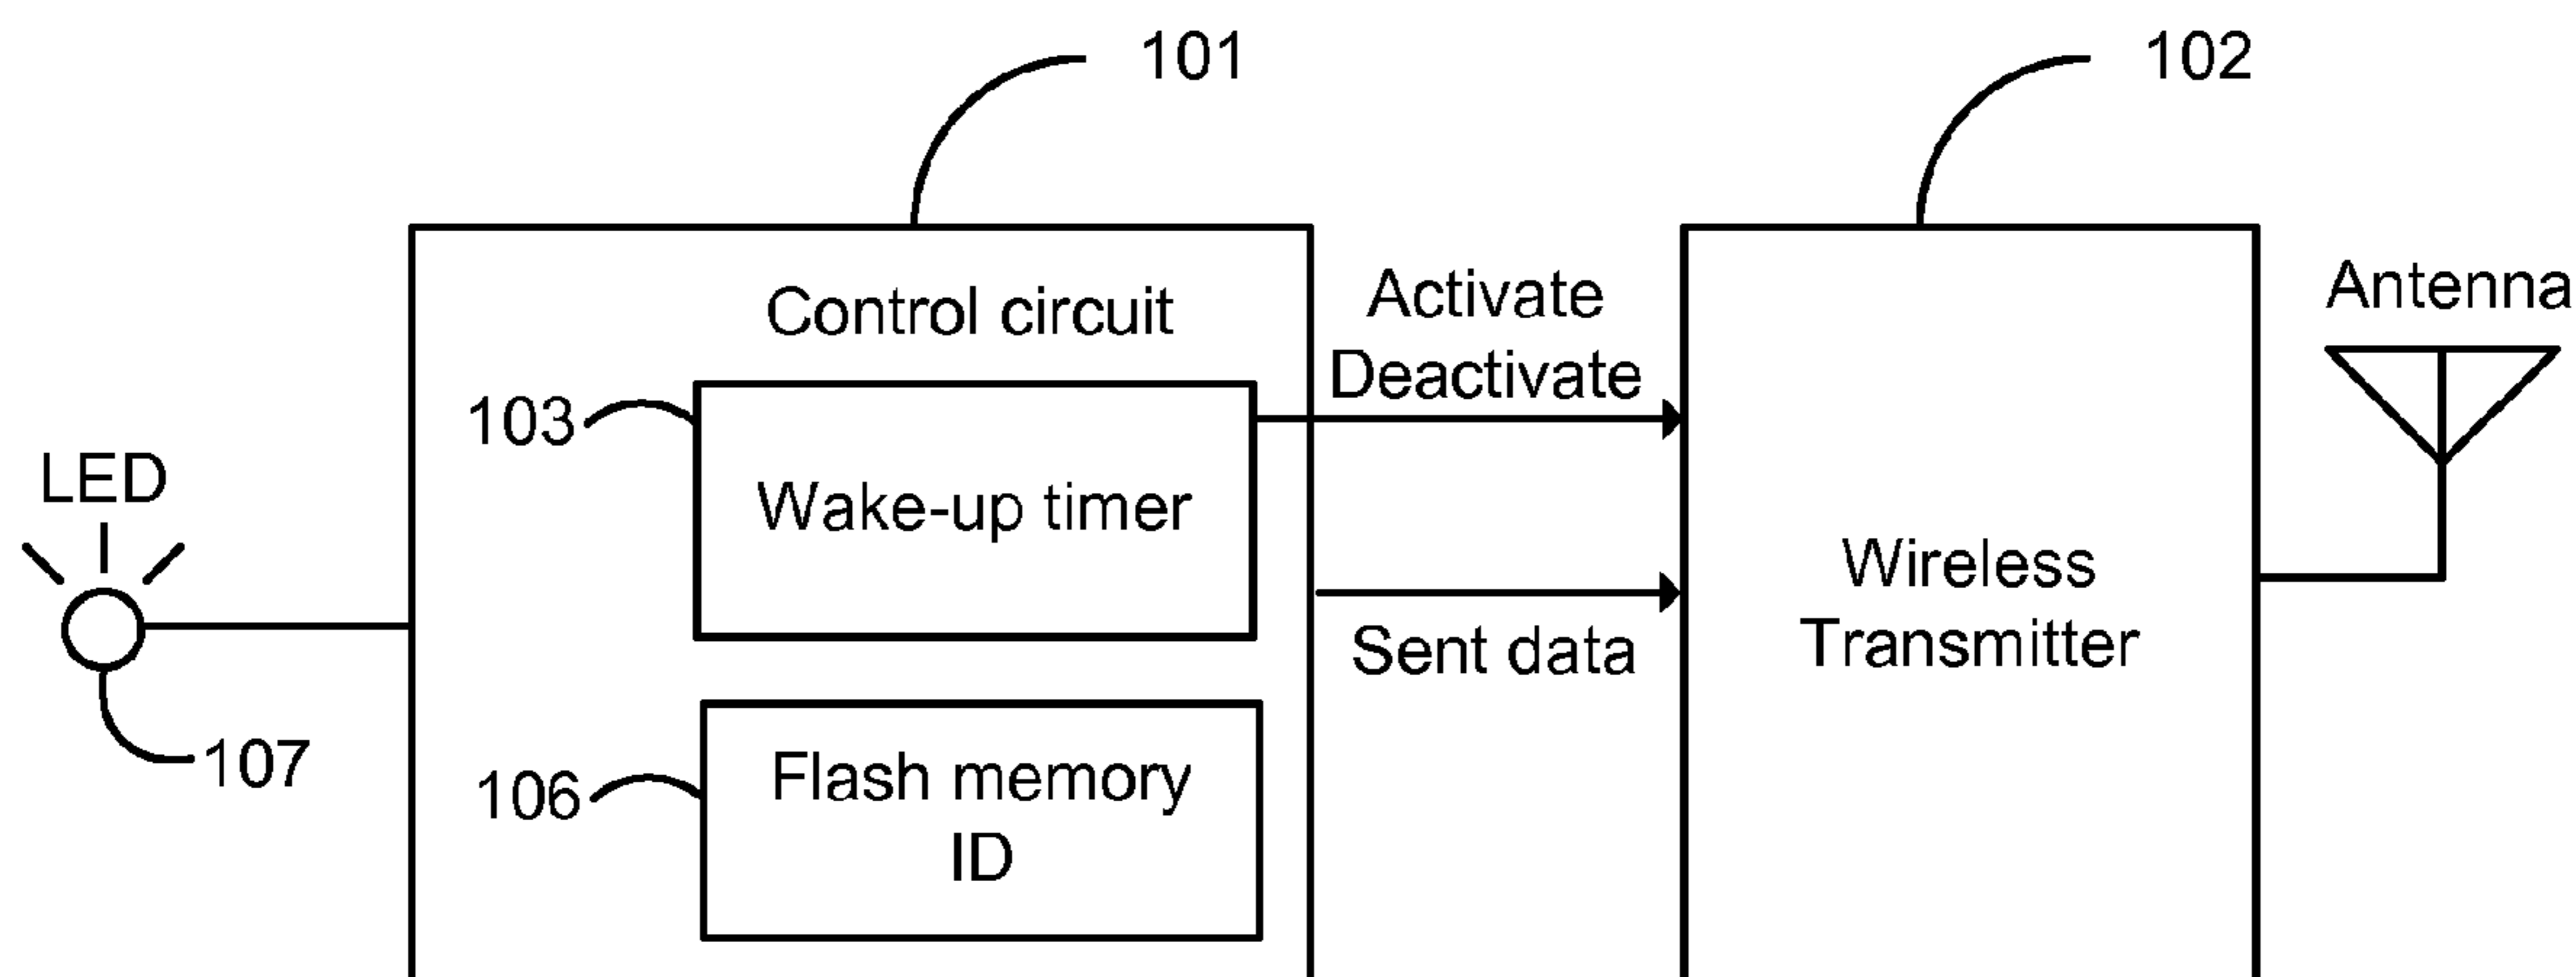 101
102
Control circuit
Activate
Deactivate
Antenna
103
Wake-up timer
LED
Sent data
Wireless
Transmitter
107
106
Flash memory
ID